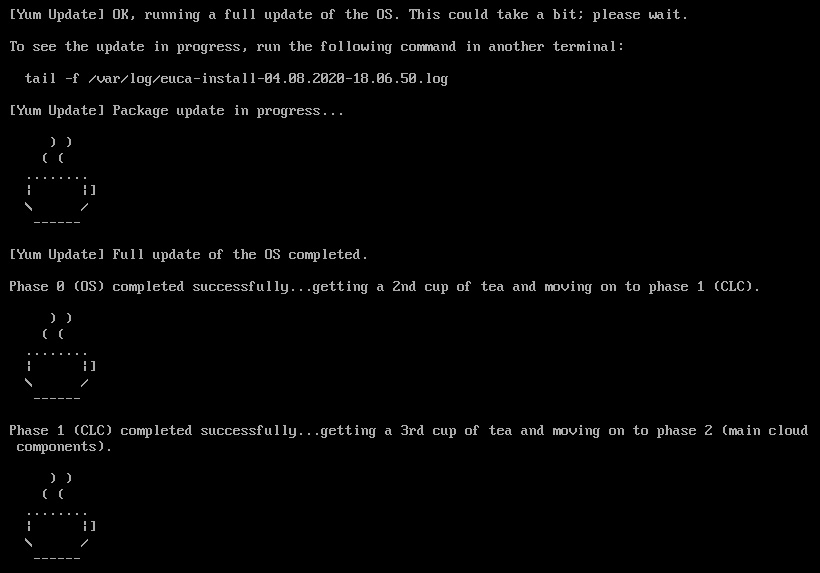 [Yum Update] OK, running a full update of the OS. This could take a bit; please wait.
To see the update in progress, run the following command in another terminal:
  tail -f /var/log/euca-install-04.08.2020-18.06.50.log
[Yum Update] Package update in progress...
     ) )
    ( (
  ........
  |      |]
  \      /
   ------
[Yum Update] Full update of the OS completed.
Phase 0 (OS) completed successfully...getting a 2nd cup of tea and moving on to phase 1 (CLC).
     ) )
    ( (
  ........
  |      |]
  \      /
   ------
Phase 1 (CLC) completed successfully...getting a 3rd cup of tea and moving on to phase 2 (main cloud
 components).
     ) )
    ( (
  ........
  |      |]
  \      /
   ------